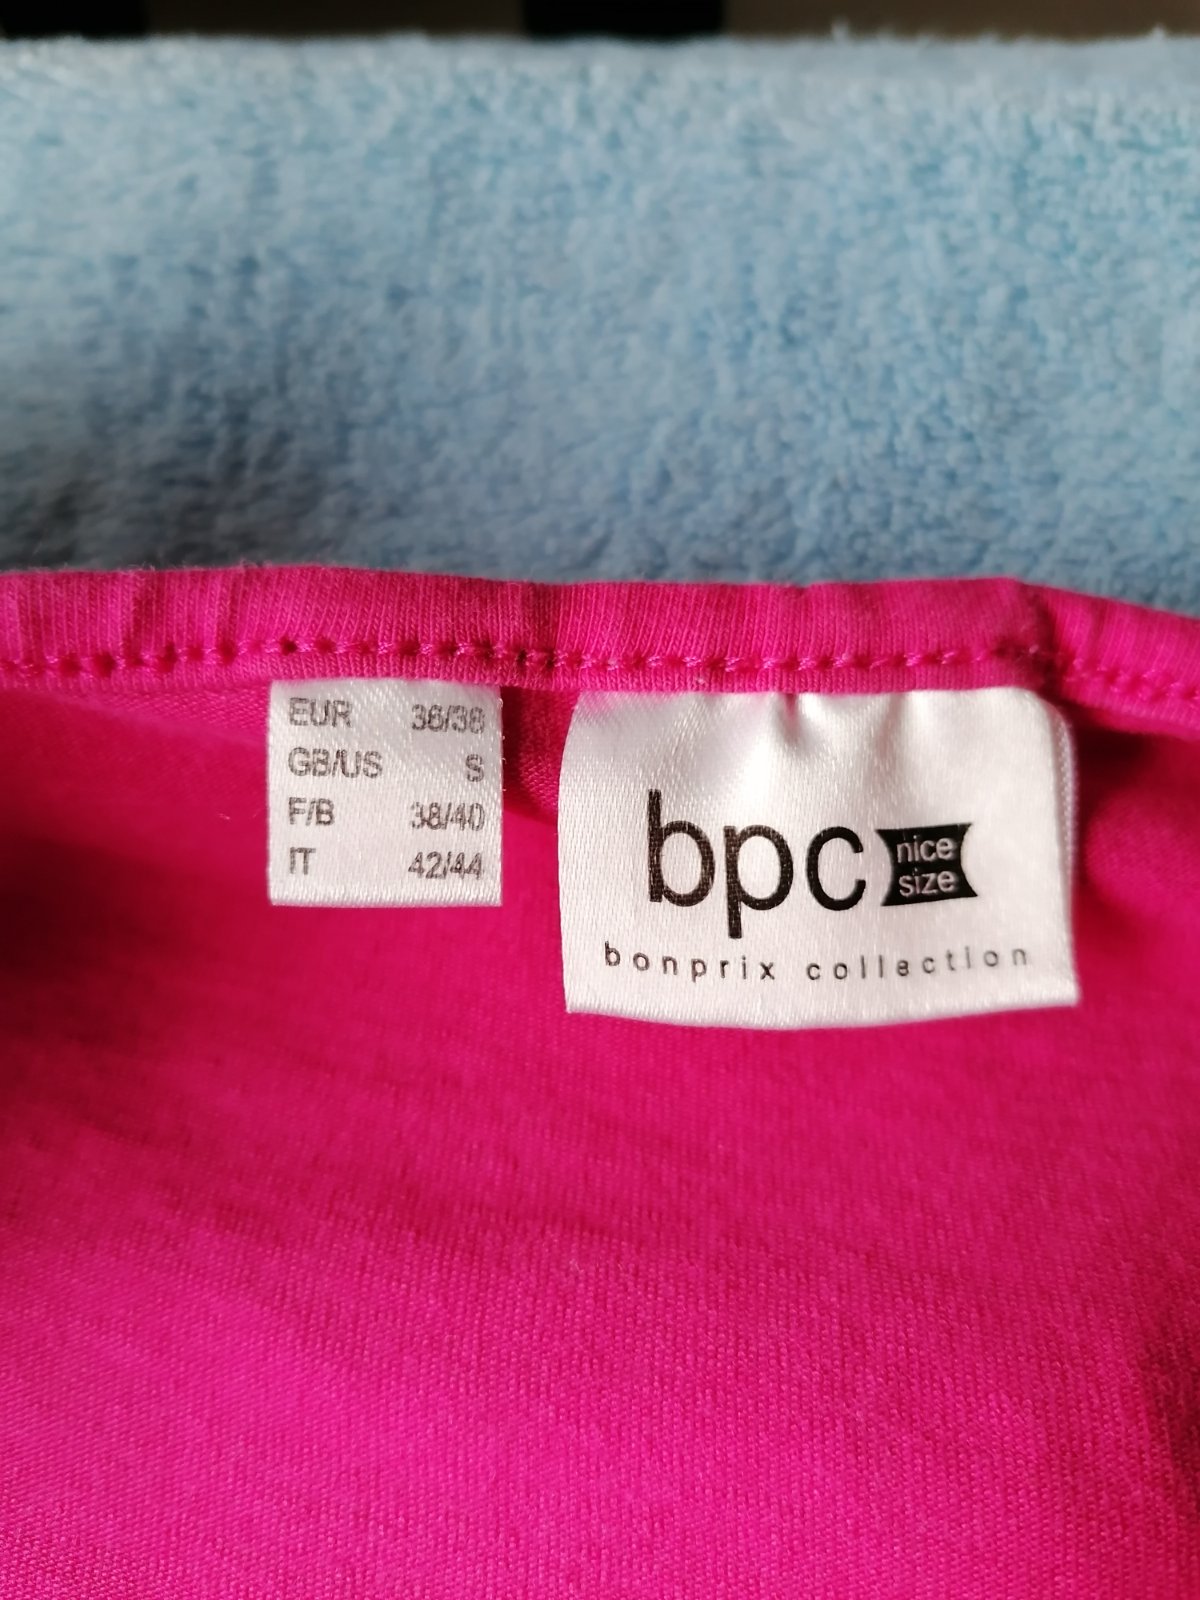 EUR 36/38
GB/US S
F/B 38/40
IT 42/44
bpc
nice
size
bonprix collection